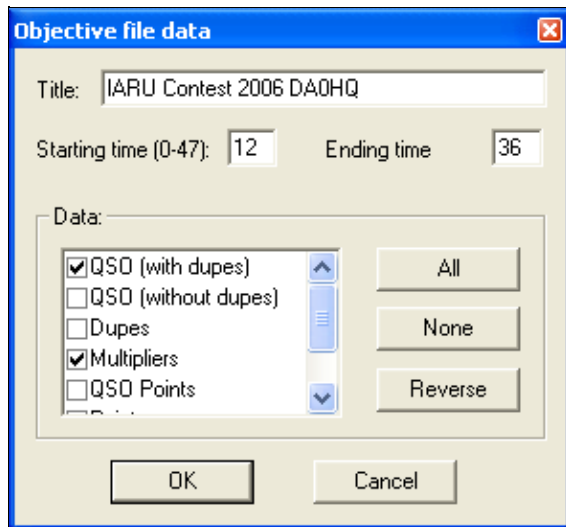 Objective file data
Title: IARU Contest 2006 DA0HQ
Starting time (0-47): 12 Ending time 36
Data:
QSO (with dupes)
QSO (without dupes)
Dupes
Multipliers
QSO Points
All
None
Reverse
OK Cancel